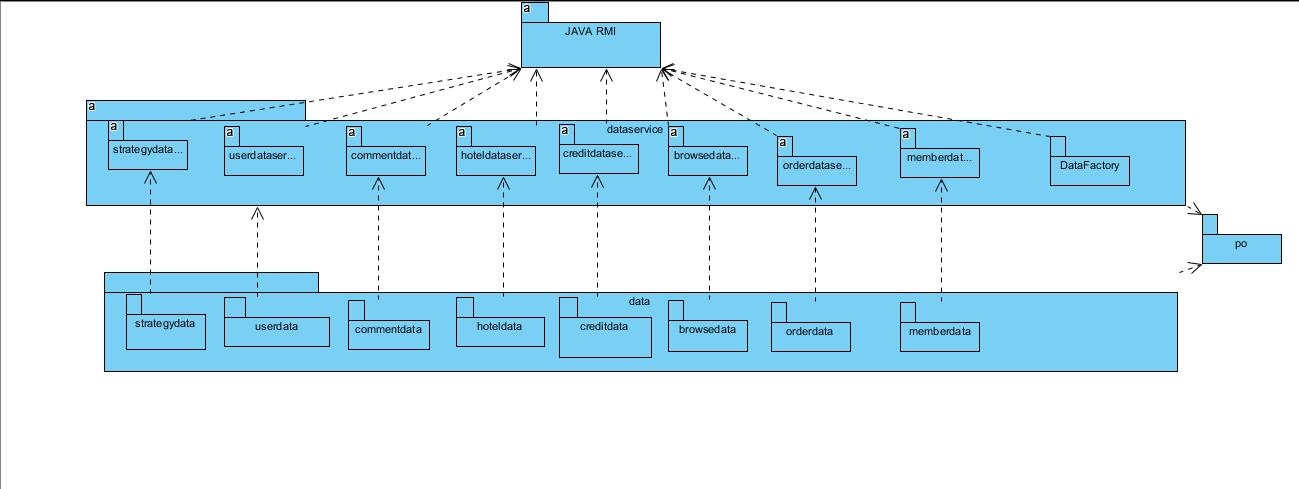 a
JAVA RMI
a
dataservice
a
strategydata...
a
userdataser...
a
commentdat...
a
hoteldataser...
a
creditdatase...
a
browsedata...
a
orderdatase...
a
memberdat...
DataFactory
po
data
strategydata
userdata
commentdata
hoteldata
creditdata
browsedata
orderdata
memberdata